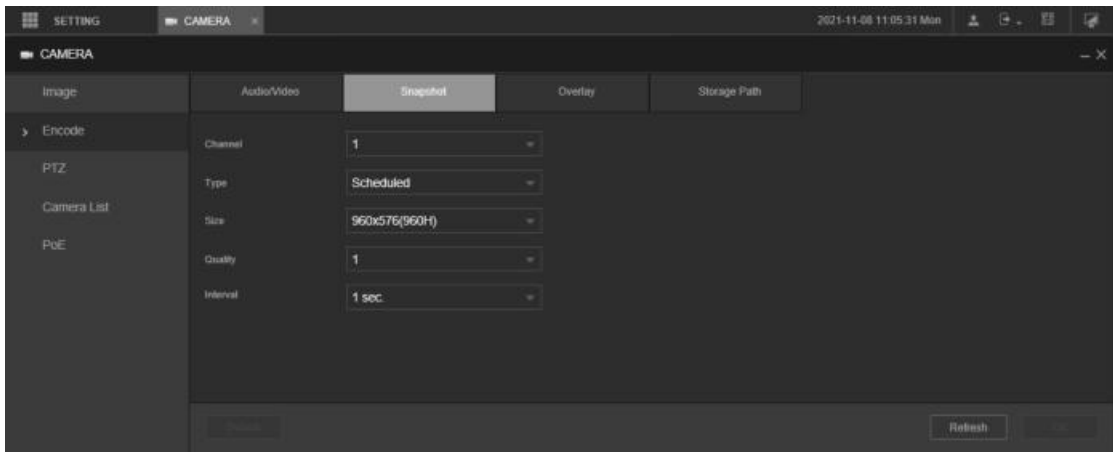 SETTING CAMERA × 2021-11-08 11:05:31 Mon
CAMERA
Image
Encode
PTZ
Camera List
PoE
Audio/Video Snapshot Overlay Storage Path
Channel 1
Type Scheduled
Size 960x576(960H)
Quality 1
Interval 1 sec.
Refresh